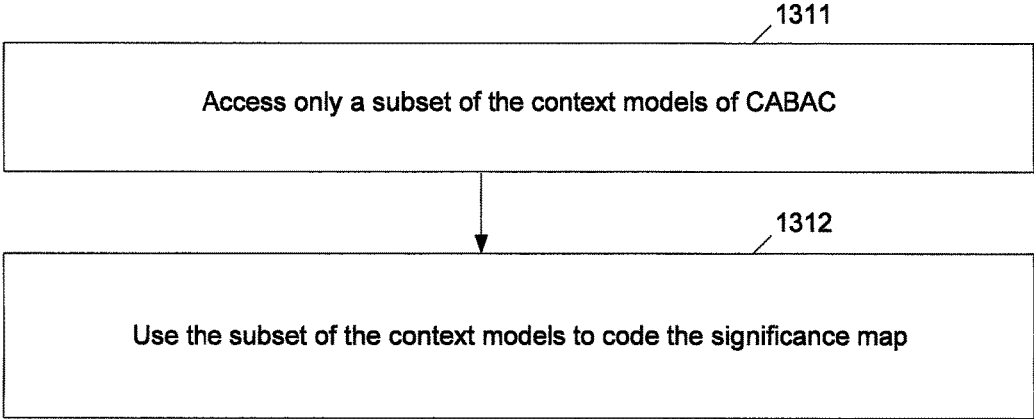 1311
Access only a subset of the context models of CABAC
1312
Use the subset of the context models to code the significance map